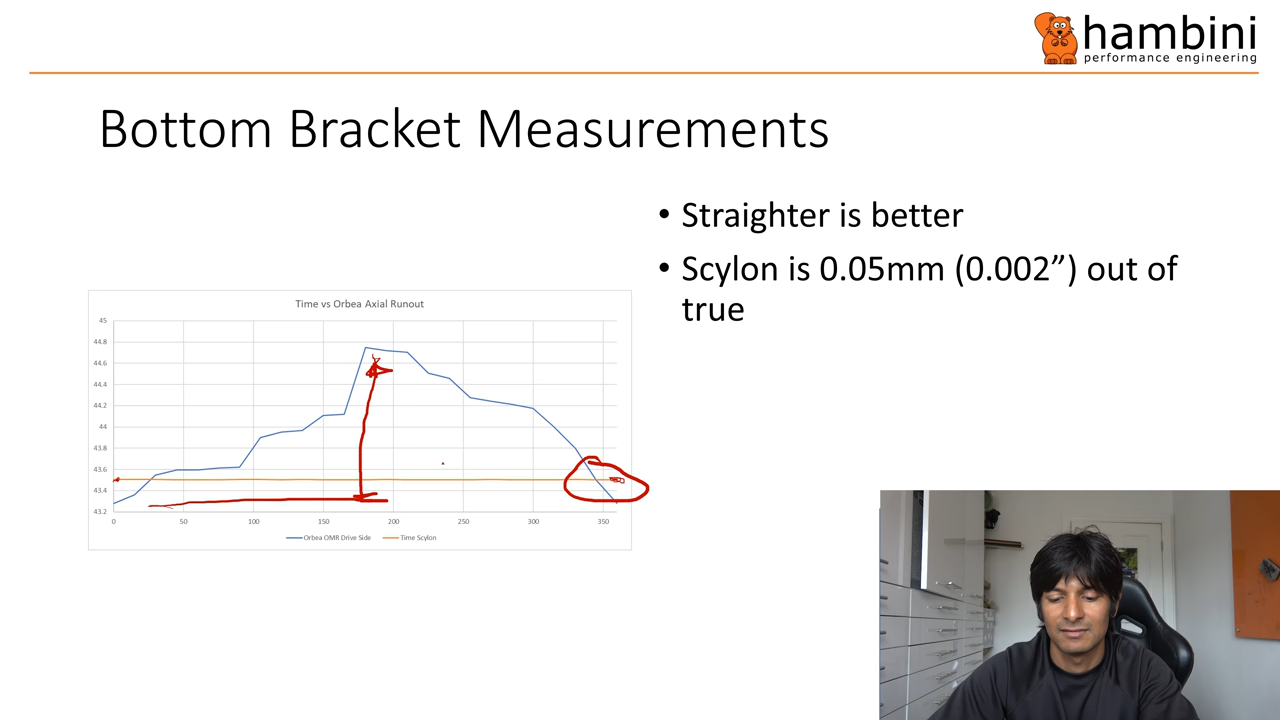 hambini
performance engineering
Bottom Bracket Measurements
• Straighter is better
• Scylon is 0.05mm (0.002”) out of
true
Time vs Orbea Axial Runout
45
44.8
44.6
44.4
44.2
44
43.8
43.6
43.4
43.2
0 50 100 150 200 250 300 350
Orbea OMR Drive Side Time Scylon